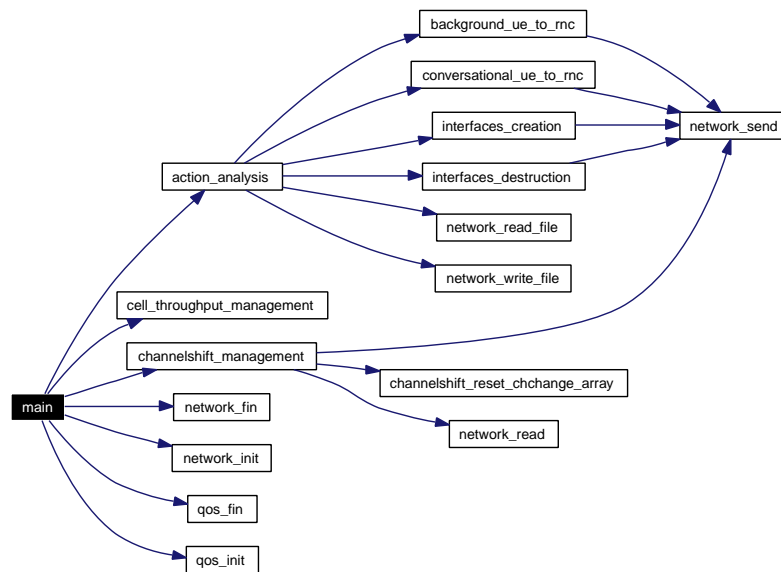 background_ue_to_rnc
conversational_ue_to_rnc
interfaces_creation
network_send
action_analysis
interfaces_destruction
network_read_file
network_write_file
cell_throughput_management
channelshift_management
channelshift_reset_chchange_array
main
network_fin
network_read
network_init
qos_fin
qos_init